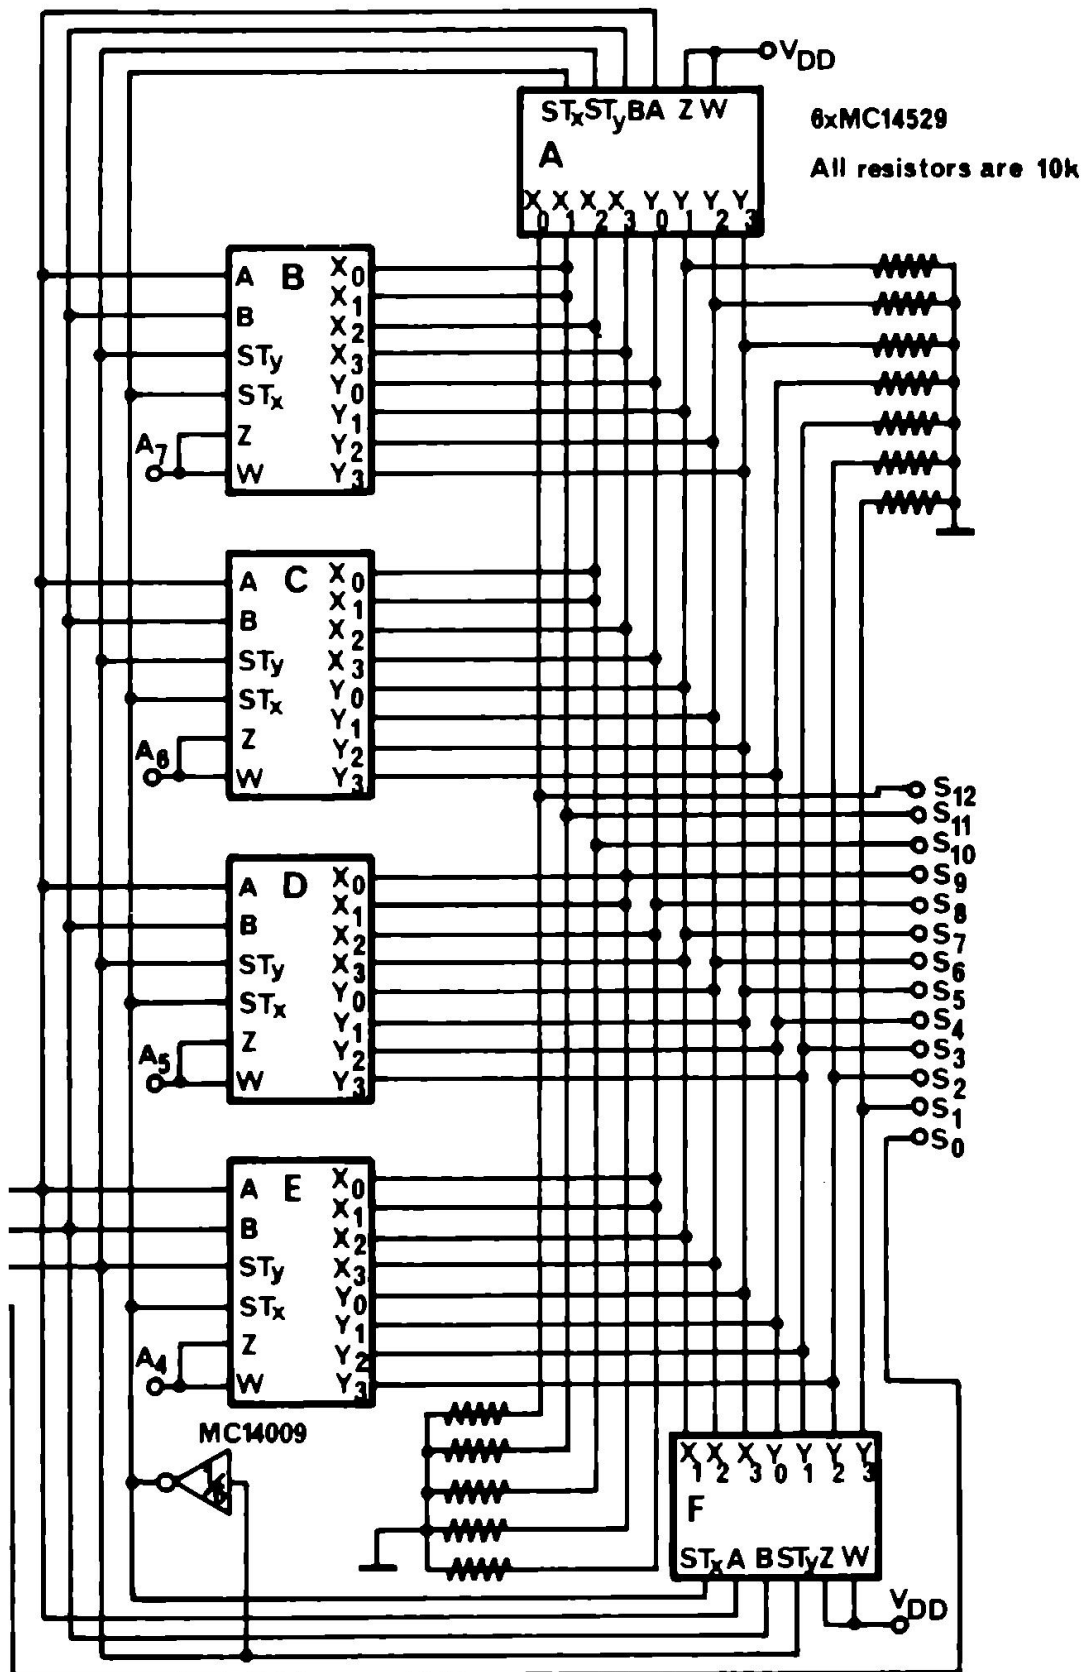 V_DD
ST_x ST_y B A Z W
A
X_0 X_1 X_2 X_3 Y_0 Y_1 Y_2 Y_3
6xMC14529
All resistors are 10k
A B X_0
X_1
B X_2
ST_y X_3
ST_x Y_0
Y_1
A_7 Z Y_2
W Y_3
A C X_0
X_1
B X_2
ST_y X_3
ST_x Y_0
Y_1
A_6 Z Y_2
W Y_3
S_12
S_11
S_10
S_9
S_8
S_7
S_6
S_5
S_4
S_3
S_2
S_1
S_0
A D X_0
X_1
B X_2
ST_y X_3
ST_x Y_0
Y_1
A_5 Z Y_2
W Y_3
A E X_0
X_1
B X_2
ST_y X_3
ST_x Y_0
Y_1
A_4 Z Y_2
W Y_3
MC14009
1/6
X_1 X_2 X_3 Y_0 Y_1 Y_2 Y_3
F
ST_x A B ST_y Z W
V_DD